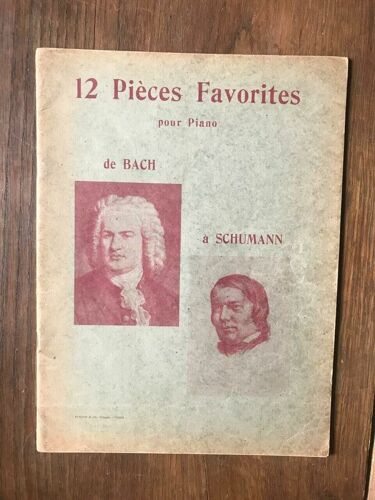 12 Pièces Favorites
pour Piano
de BACH
à SCHUMANN